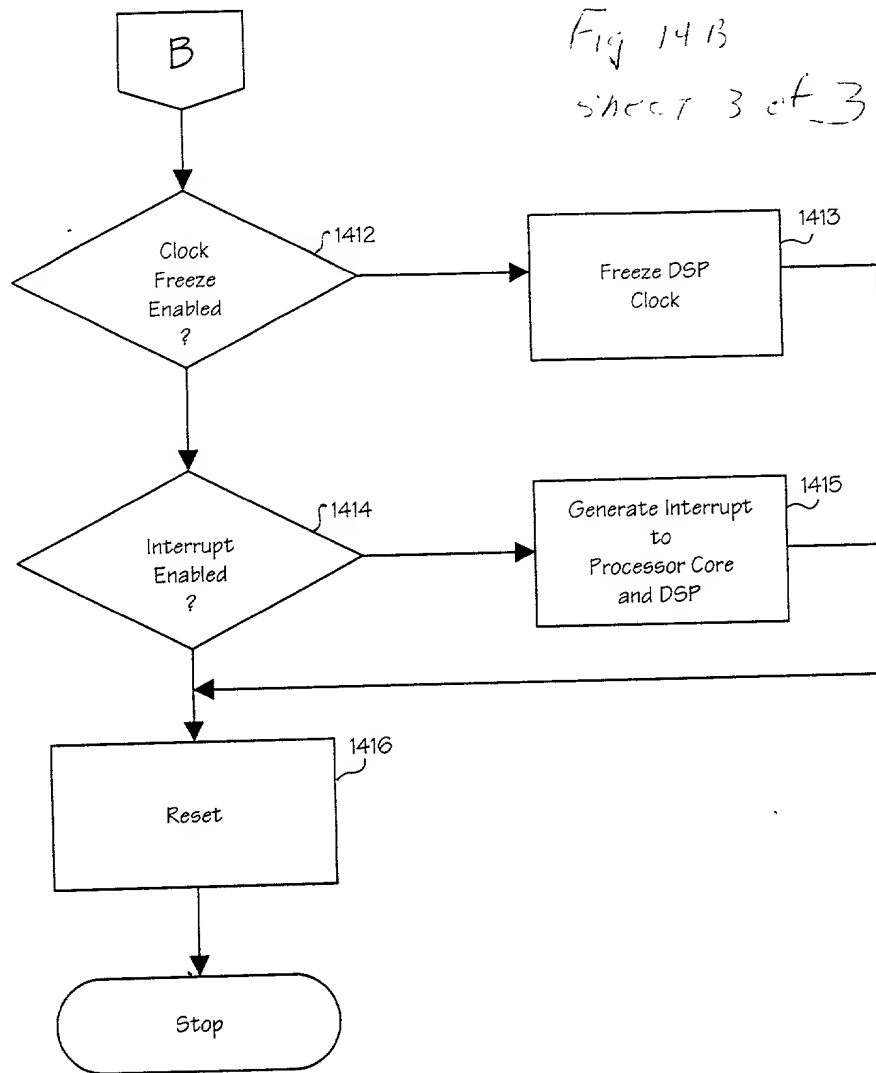 Fig 14 B
sheet 3 of 3
B
Clock
Freeze
Enabled
?
1412
Freeze DSP
Clock
1413
Interrupt
Enabled
?
1414
Generate Interrupt
to
Processor Core
and DSP
1415
Reset
1416
Stop